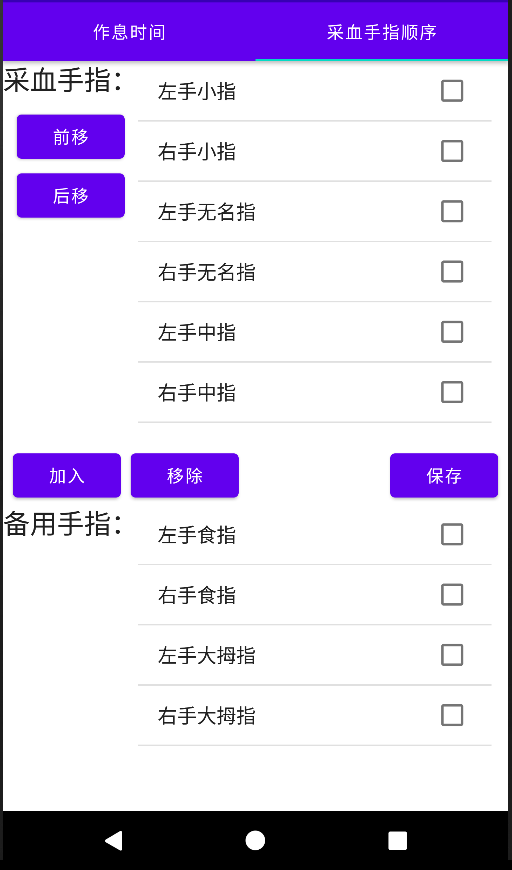 作息时间
采血手指顺序
采血手指：
左手小指
前移
右手小指
后移
左手无名指
右手无名指
左手中指
右手中指
加入
移除
保存
备用手指：
左手食指
右手食指
左手大拇指
右手大拇指